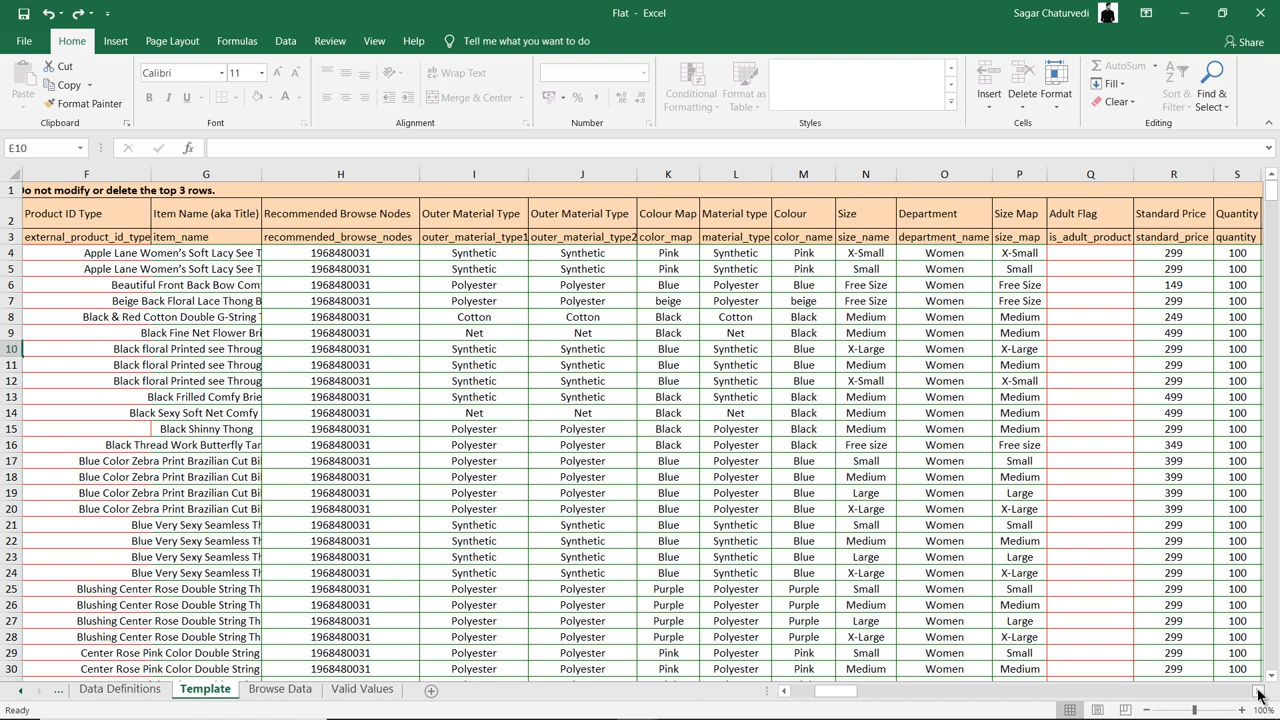 Flat - Excel
Sagar Chaturvedi
File Home Insert Page Layout Formulas Data Review View Help Tell me what you want to do Share
Paste Cut Copy Format Painter Clipboard
Calibri 11 B I U A A A Font
Wrap Text Merge & Center Alignment
% , Number
Conditional Formatting Format as Table Styles
Insert Delete Format Cells
AutoSum Fill Clear Sort & Filter Find & Select Editing
E10 fx
F G H I J K L M N O P Q R S
1 Do not modify or delete the top 3 rows.
2 Product ID Type Item Name (aka Title) Recommended Browse Nodes Outer Material Type Outer Material Type Colour Map Material type Colour Size Department Size Map Adult Flag Standard Price Quantity
3 external_product_id_type item_name recommended_browse_nodes outer_material_type1 outer_material_type2 color_map material_type color_name size_name department_name size_map is_adult_product standard_price quantity
4 Apple Lane Women's Soft Lacy See T 1968480031 Synthetic Synthetic Pink Synthetic Pink X-Small Women X-Small 299 100
5 Apple Lane Women's Soft Lacy See T 1968480031 Synthetic Synthetic Pink Synthetic Pink Small Women Small 299 100
6 Beautiful Front Back Bow Com 1968480031 Polyester Polyester Blue Polyester Blue Free Size Women Free Size 149 100
7 Beige Back Floral Lace Thong B 1968480031 Polyester Polyester beige Polyester beige Free Size Women Free Size 299 100
8 Black & Red Cotton Double G-String T 1968480031 Cotton Cotton Black Cotton Black Medium Women Medium 249 100
9 Black Fine Net Flower Bri 1968480031 Net Net Black Net Black Medium Women Medium 499 100
10 Black floral Printed see Throug 1968480031 Synthetic Synthetic Blue Synthetic Blue X-Large Women X-Large 299 100
11 Black floral Printed see Throug 1968480031 Synthetic Synthetic Blue Synthetic Blue Medium Women Medium 299 100
12 Black floral Printed see Throug 1968480031 Synthetic Synthetic Blue Synthetic Blue X-Small Women X-Small 299 100
13 Black Frilled Comfy Brie 1968480031 Synthetic Synthetic Black Synthetic Black Medium Women Medium 499 100
14 Black Sexy Soft Net Comfy 1968480031 Net Net Black Net Black Medium Women Medium 499 100
15 Black Shinny Thong 1968480031 Polyester Polyester Black Polyester Black Medium Women Medium 299 100
16 Black Thread Work Butterfly Tan 1968480031 Polyester Polyester Black Polyester Black Free size Women Free size 349 100
17 Blue Color Zebra Print Brazilian Cut Bi 1968480031 Polyester Polyester Blue Polyester Blue Small Women Small 399 100
18 Blue Color Zebra Print Brazilian Cut Bi 1968480031 Polyester Polyester Blue Polyester Blue Medium Women Medium 399 100
19 Blue Color Zebra Print Brazilian Cut Bi 1968480031 Polyester Polyester Blue Polyester Blue Large Women Large 399 100
20 Blue Color Zebra Print Brazilian Cut Bi 1968480031 Polyester Polyester Blue Polyester Blue X-Large Women X-Large 399 100
21 Blue Very Sexy Seamless Th 1968480031 Synthetic Synthetic Blue Synthetic Blue Small Women Small 299 100
22 Blue Very Sexy Seamless Th 1968480031 Synthetic Synthetic Blue Synthetic Blue Medium Women Medium 299 100
23 Blue Very Sexy Seamless Th 1968480031 Synthetic Synthetic Blue Synthetic Blue Large Women Large 299 100
24 Blue Very Sexy Seamless Th 1968480031 Synthetic Synthetic Blue Synthetic Blue X-Large Women X-Large 299 100
25 Blushing Center Rose Double String Th 1968480031 Polyester Polyester Purple Polyester Purple Small Women Small 299 100
26 Blushing Center Rose Double String Th 1968480031 Polyester Polyester Purple Polyester Purple Medium Women Medium 299 100
27 Blushing Center Rose Double String Th 1968480031 Polyester Polyester Purple Polyester Purple Large Women Large 299 100
28 Blushing Center Rose Double String Th 1968480031 Polyester Polyester Purple Polyester Purple X-Large Women X-Large 299 100
29 Center Rose Pink Color Double String 1968480031 Polyester Polyester Pink Polyester Pink Small Women Small 299 100
30 Center Rose Pink Color Double String 1968480031 Polyester Polyester Pink Polyester Pink Medium Women Medium 299 100
... Data Definitions Template Browse Data Valid Values
Ready 100%